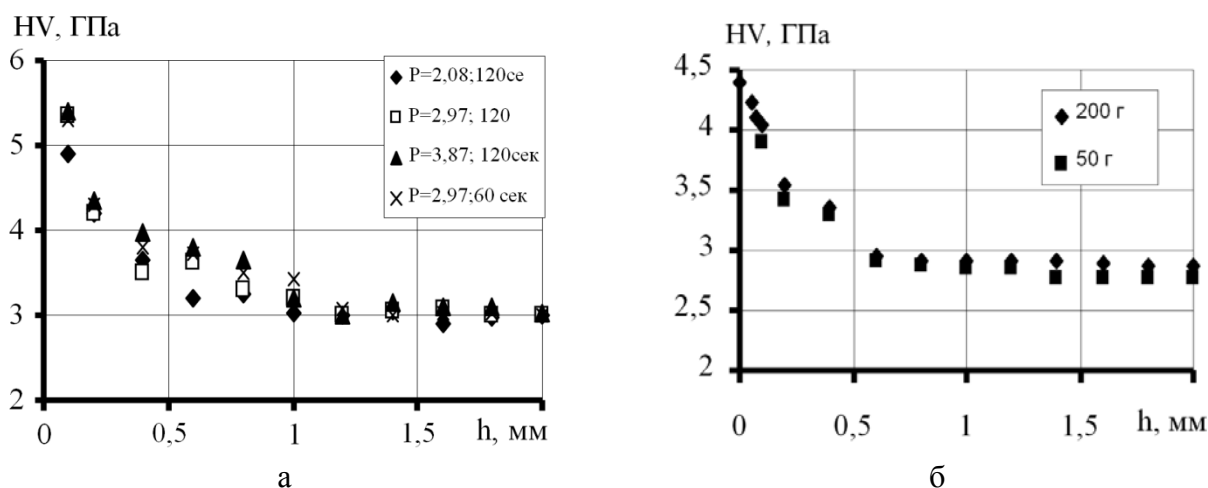 HV, ГПа
6
5
4
3
2
0
0,5
1
1,5
h, мм
P=2,08;120се
P=2,97; 120
P=3,87; 120сек
P=2,97;60 сек
а
HV, ГПа
4,5
4
3,5
3
2,5
2
0
0,5
1
1,5
h, мм
200 г
50 г
б